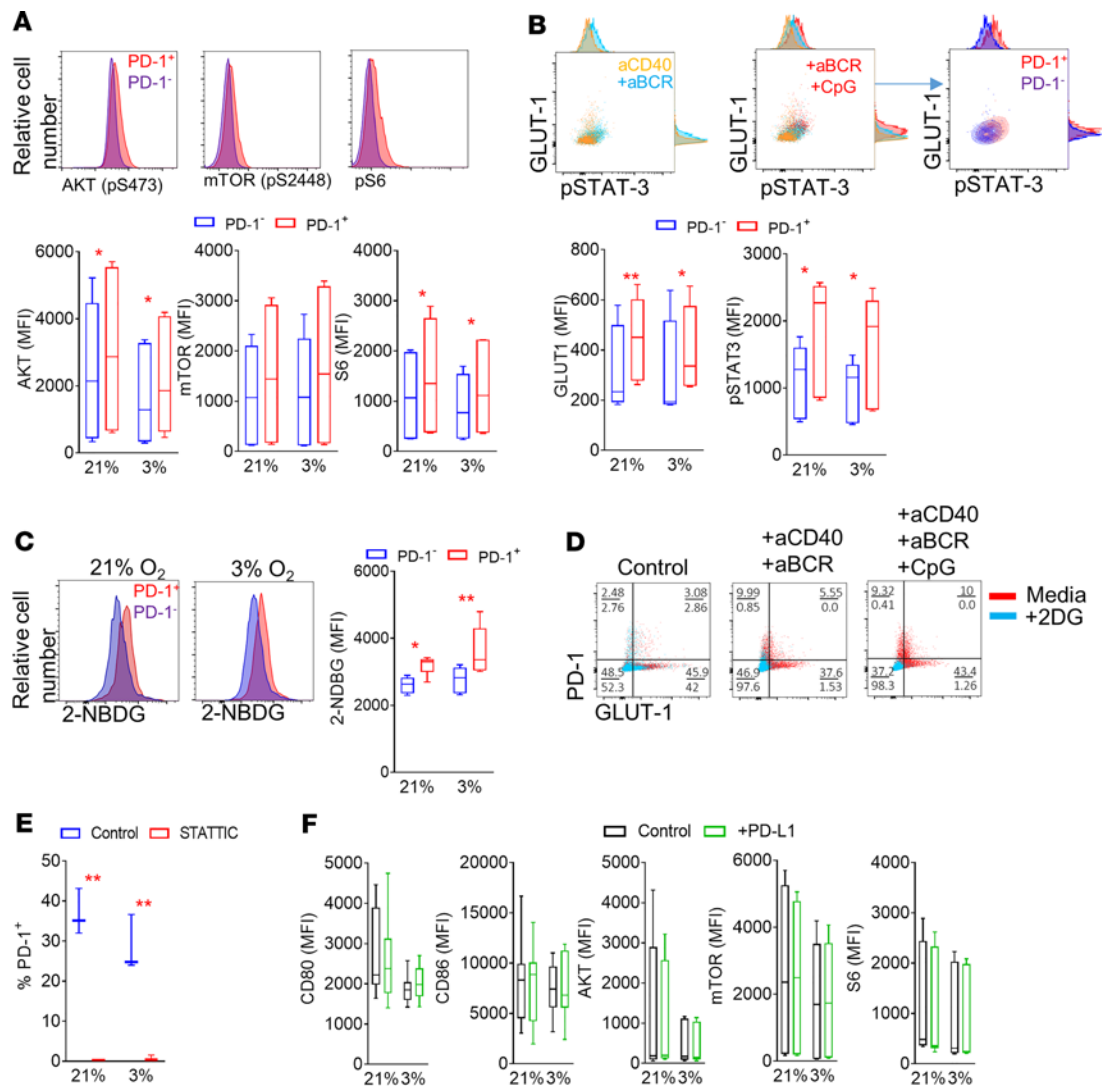 A
PD-1+
PD-1-
Relative cell
number
AKT (pS473)
mTOR (pS2448)
pS6
PD-1- PD-1+
AKT (MFI)
6000
4000
2000
0
21% 3%
* *
mTOR (MFI)
4000
3000
2000
1000
0
21% 3%
S6 (MFI)
4000
3000
2000
1000
0
21% 3%
* *
B
aCD40
+aBCR
GLUT-1
pSTAT-3
+aBCR
+CpG
pSTAT-3
PD-1+
PD-1-
GLUT-1
pSTAT-3
PD-1- PD-1+
GLUT1 (MFI)
800
600
400
200
0
21% 3%
** *
pSTAT3 (MFI)
3000
2000
1000
0
21% 3%
* *
C
21% O2
3% O2
PD-1+
PD-1-
Relative cell
number
2-NBDG
2-NBDG
PD-1- PD-1+
2-NDBG (MFI)
6000
4000
2000
0
21% 3%
* **
D
Control
+aCD40
+aBCR
+aCD40
+aBCR
+CpG
Media
+2DG
PD-1
GLUT-1
2.48 3.08
2.76 2.86
48.9 45.9
52.3 42
9.99 5.55
0.85 0.0
46.9 37.6
97.6 1.53
9.32 10
0.41 0.0
37.2 43.4
98.3 1.26
E
Control STATTIC
% PD-1+
50
40
30
20
10
0
21% 3%
** **
F
Control +PD-L1
CD80 (MFI)
5000
4000
3000
2000
1000
0
21% 3%
CD86 (MFI)
20000
15000
10000
5000
0
21% 3%
AKT (MFI)
5000
4000
3000
2000
1000
0
21% 3%
mTOR (MFI)
6000
4000
2000
0
21% 3%
S6 (MFI)
4000
3000
2000
1000
0
21% 3%